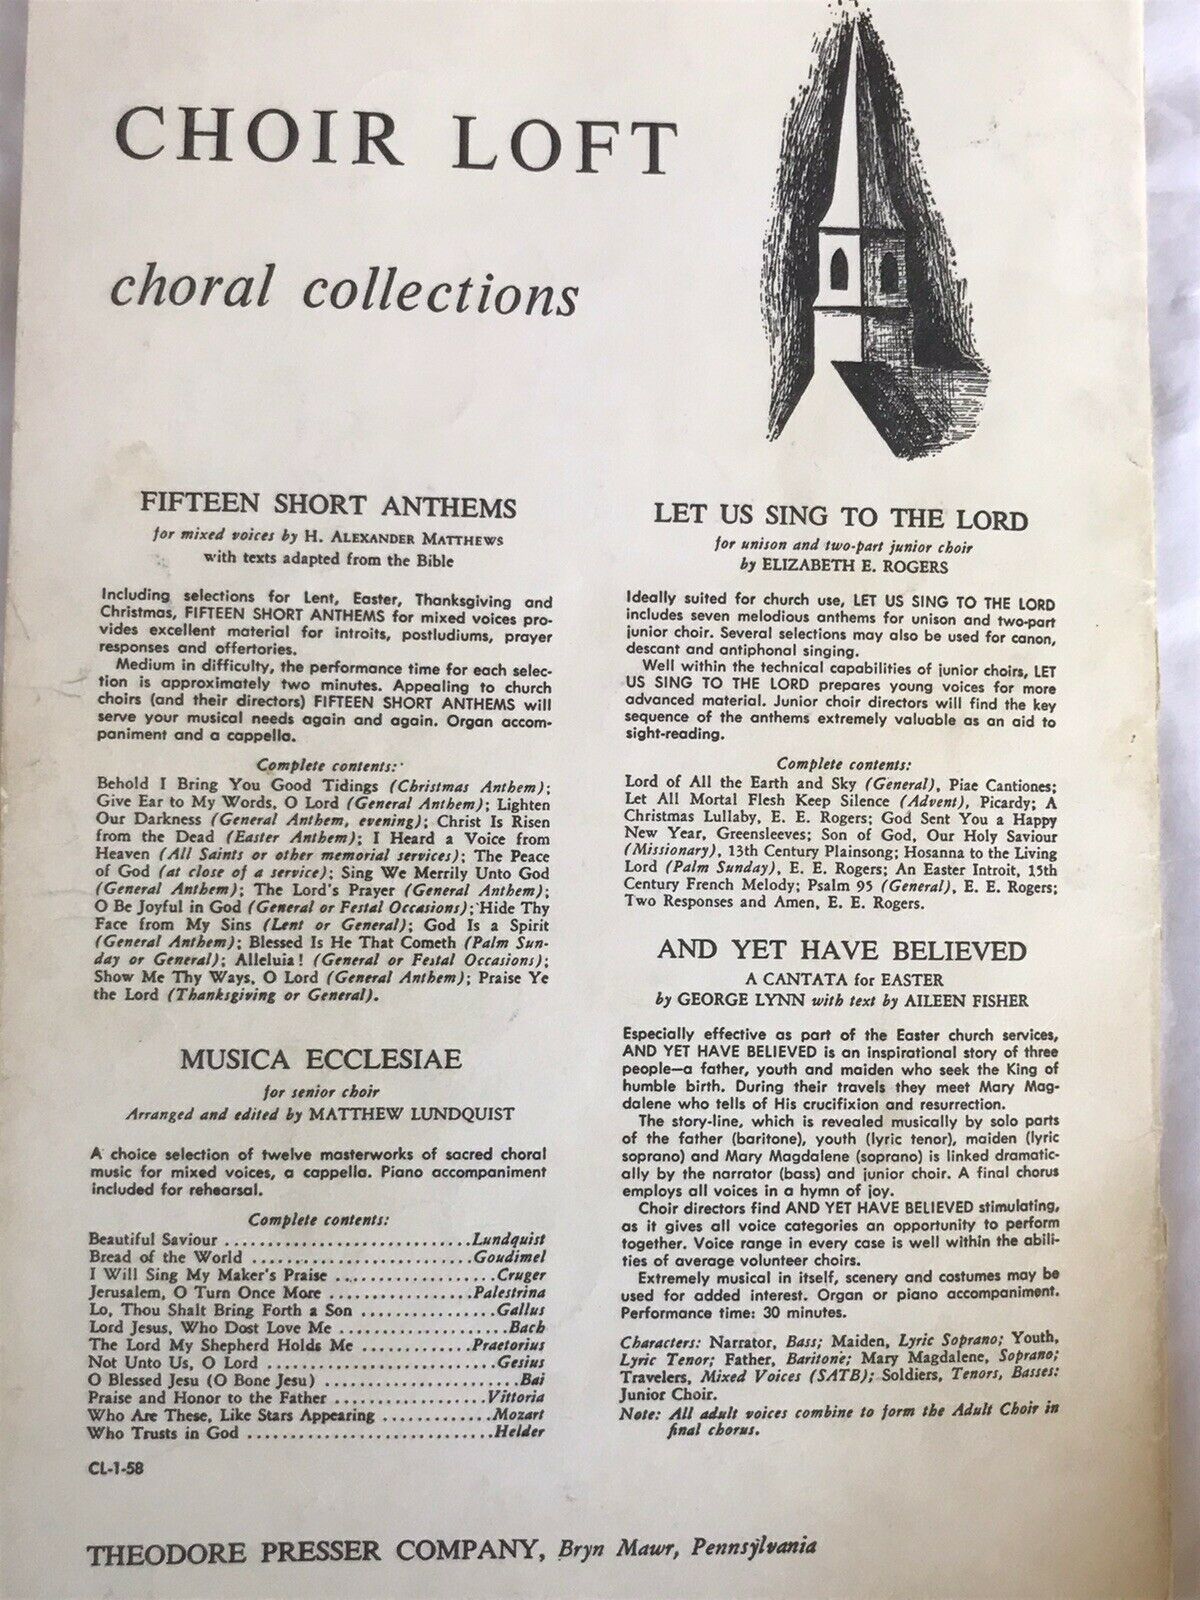 CHOIR LOFT
choral collections
FIFTEEN SHORT ANTHEMS
for mixed voices by H. ALEXANDER MATTHEWS
with texts adapted from the Bible
Including selections for Lent, Easter, Thanksgiving and
Christmas, FIFTEEN SHORT ANTHEMS for mixed voices pro-
vides excellent material for introits, postludiums, prayer
responses and offertories.
Medium in difficulty, the performance time for each selec-
tion is approximately two minutes. Appealing to church
choirs (and their directors) FIFTEEN SHORT ANTHEMS will
serve your musical needs again and again. Organ accom-
paniment and a cappella.
Complete contents:
Behold I Bring You Good Tidings (Christmas Anthem);
Give Ear to My Words, O Lord (General Anthem); Lighten
Our Darkness (General Anthem, evening); Christ Is Risen
from the Dead (Easter Anthem); I Heard a Voice from
Heaven (All Saints or other memorial services); The Peace
of God (at close of a service); Sing We Merrily Unto God
(General Anthem); The Lord's Prayer (General Anthem);
O Be Joyful in God (General or Festal Occasions); Hide Thy
Face from My Sins (Lent or General); God Is a Spirit
(General Anthem); Blessed Is He That Cometh (Palm Sun-
day or General); Alleluia! (General or Festal Occasions);
Show Me Thy Ways, O Lord (General Anthem); Praise Ye
the Lord (Thanksgiving or General).
MUSICA ECCLESIAE
for senior choir
Arranged and edited by MATTHEW LUNDQUIST
A choice selection of twelve masterworks of sacred choral
music for mixed voices, a cappella. Piano accompaniment
included for rehearsal.
Complete contents:
Beautiful Saviour ............................Lundquist
Bread of the World ..........................Goudimel
I Will Sing My Maker's Praise ..................Cruger
Jerusalem, O Turn Once More .................Palestrina
Lo, Thou Shalt Bring Forth a Son ...............Gallus
Lord Jesus, Who Dost Love Me ....................Bach
The Lord My Shepherd Holds Me .............Praetorius
Not Unto Us, O Lord ...........................Gesius
O Blessed Jesu (O Bone Jesu) .......................Bai
Praise and Honor to the Father ..................Vittoria
Who Are These, Like Stars Appearing .............Mozart
Who Trusts in God .............................Helder
CL-1-58
LET US SING TO THE LORD
for unison and two-part junior choir
by ELIZABETH E. ROGERS
Ideally suited for church use, LET US SING TO THE LORD
includes seven melodious anthems for unison and two-part
junior choir. Several selections may also be used for canon,
descant and antiphonal singing.
Well within the technical capabilities of junior choirs, LET
US SING TO THE LORD prepares young voices for more
advanced material. Junior choir directors will find the key
sequence of the anthems extremely valuable as an aid to
sight-reading.
Complete contents:
Lord of All the Earth and Sky (General), Piae Cantiones;
Let All Mortal Flesh Keep Silence (Advent), Picardy; A
Christmas Lullaby, E. E. Rogers; God Sent You a Happy
New Year, Greensleeves; Son of God, Our Holy Saviour
(Missionary), 13th Century Plainsong; Hosanna to the Living
Lord (Palm Sunday), E. E. Rogers; An Easter Introit, 15th
Century French Melody; Psalm 95 (General), E. E. Rogers;
Two Responses and Amen, E. E. Rogers.
AND YET HAVE BELIEVED
A CANTATA for EASTER
by GEORGE LYNN with text by AILEEN FISHER
Especially effective as part of the Easter church services,
AND YET HAVE BELIEVED is an inspirational story of three
people—a father, youth and maiden who seek the King of
humble birth. During their travels they meet Mary Mag-
dalene who tells of His crucifixion and resurrection.
The story-line, which is revealed musically by solo parts
of the father (baritone), youth (lyric tenor), maiden (lyric
soprano) and Mary Magdalene (soprano) is linked dramatic-
ally by the narrator (bass) and junior choir. A final chorus
employs all voices in a hymn of joy.
Choir directors find AND YET HAVE BELIEVED stimulating,
as it gives all voice categories an opportunity to perform
together. Voice range in every case is well within the abili-
ties of average volunteer choirs.
Extremely musical in itself, scenery and costumes may be
used for added interest. Organ or piano accompaniment.
Performance time: 30 minutes.
Characters: Narrator, Bass; Maiden, Lyric Soprano; Youth,
Lyric Tenor; Father, Baritone; Mary Magdalene, Soprano;
Travelers, Mixed Voices (SATB); Soldiers, Tenors, Basses:
Junior Choir.
Note: All adult voices combine to form the Adult Choir in
final chorus.
THEODORE PRESSER COMPANY, Bryn Mawr, Pennsylvania